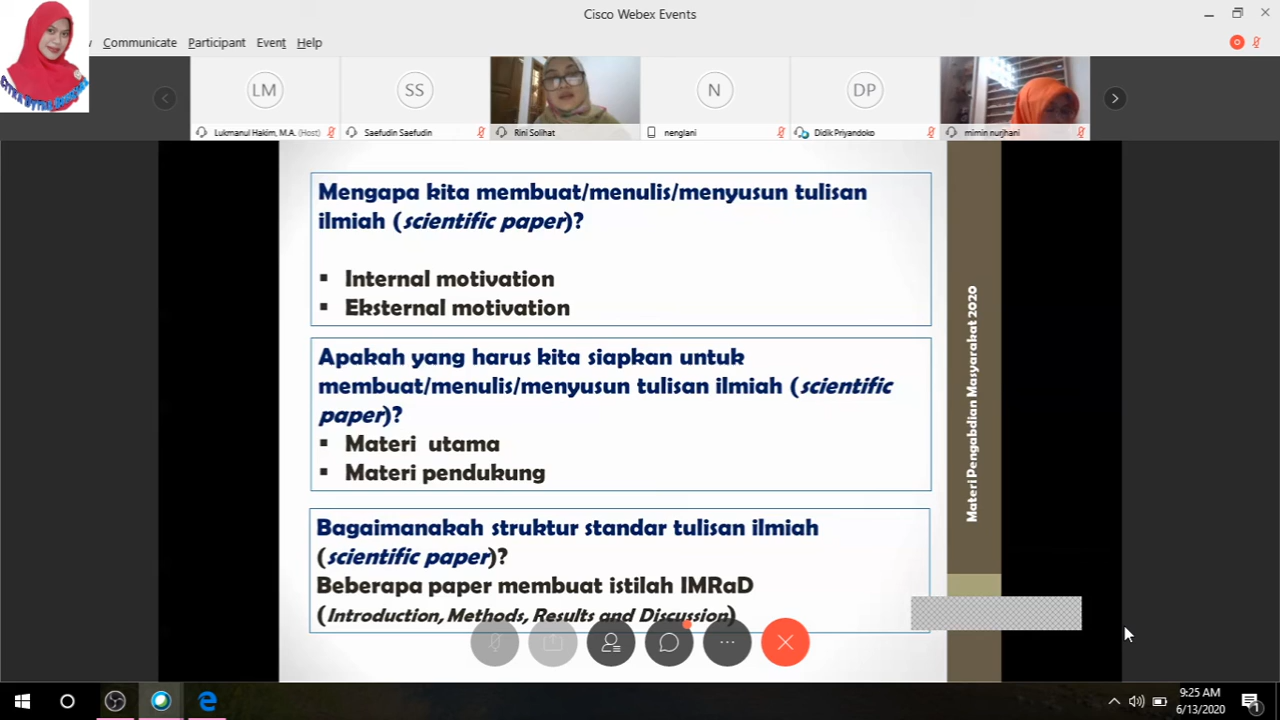 Cisco Webex Events
Communicate Participant Event Help
LM
SS
N
DP
Lukmanul Hakim, M.A. (Host)
Saefudin Saefudin
Rini Solihat
nenglani
Didik Priyandoko
mimin nurjhani
Mengapa kita membuat/menulis/menyusun tulisan
ilmiah (scientific paper)?
▪ Internal motivation
▪ Eksternal motivation
Apakah yang harus kita siapkan untuk
membuat/menulis/menyusun tulisan ilmiah (scientific
paper)?
▪ Materi utama
▪ Materi pendukung
Bagaimanakah struktur standar tulisan ilmiah
(scientific paper)?
Beberapa paper membuat istilah IMRaD
(Introduction, Methods, Results and Discussion)
Materi Pengabdian Masyarakat 2020
9:25 AM
6/13/2020
1